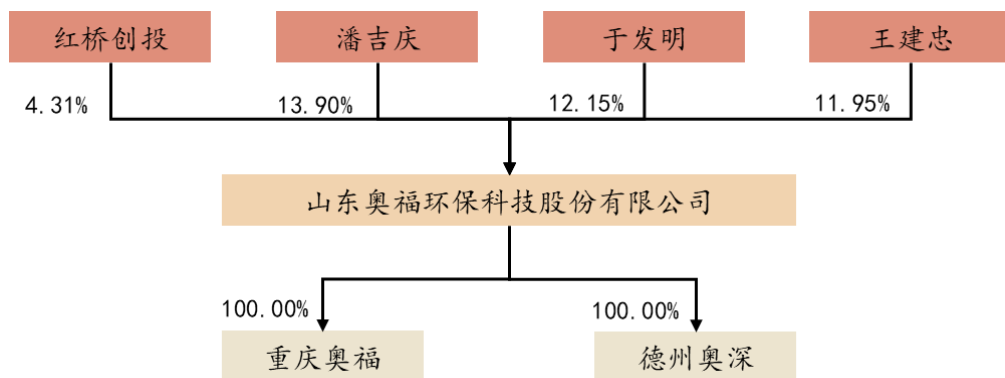 红桥创投 潘吉庆 于发明 王建忠
4.31% 13.90% 12.15% 11.95%
山东奥福环保科技股份有限公司
100.00% 100.00%
重庆奥福 德州奥深